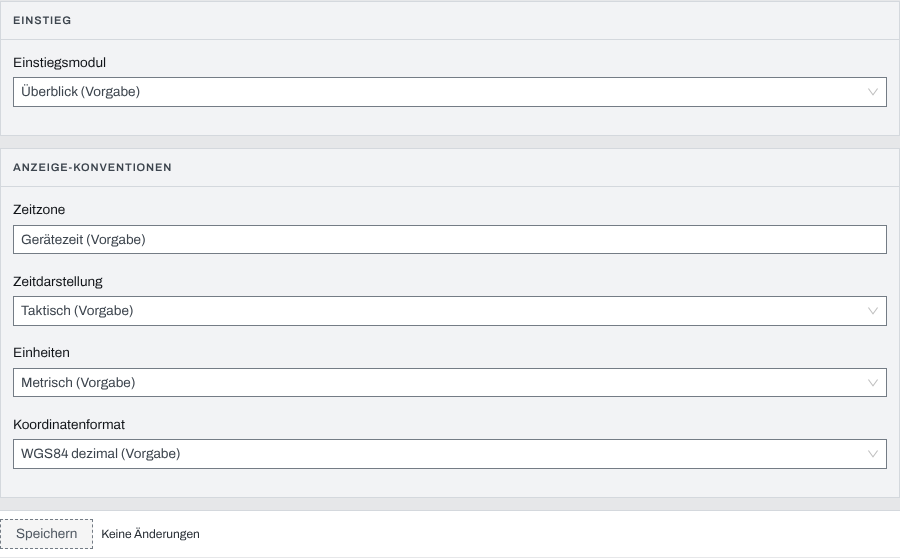 EINSTIEG
Einstiegsmodul
Überblick (Vorgabe)
ANZEIGE-KONVENTIONEN
Zeitzone
Gerätezeit (Vorgabe)
Zeitdarstellung
Taktisch (Vorgabe)
Einheiten
Metrisch (Vorgabe)
Koordinatenformat
WGS84 dezimal (Vorgabe)
Speichern Keine Änderungen